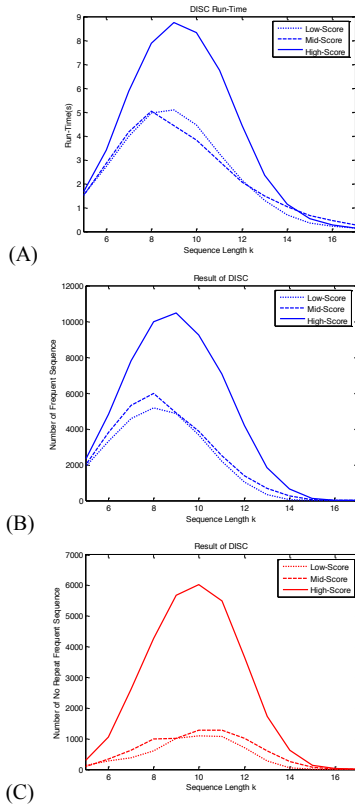 DISC Run-Time
Low-Score
Mid-Score
High-Score
9
8
7
6
5
4
3
2
1
0
Run-Time(s)
6 8 10 12 14 16
Sequence Length k
(A)
Result of DISC
Low-Score
Mid-Score
High-Score
12000
10000
8000
6000
4000
2000
0
Number of Frequent Sequence
6 8 10 12 14 16
Sequence Length k
(B)
Result of DISC
Low-Score
Mid-Score
High-Score
7000
6000
5000
4000
3000
2000
1000
0
Number of No Repeat Frequent Sequence
6 8 10 12 14 16
Sequence Length k
(C)